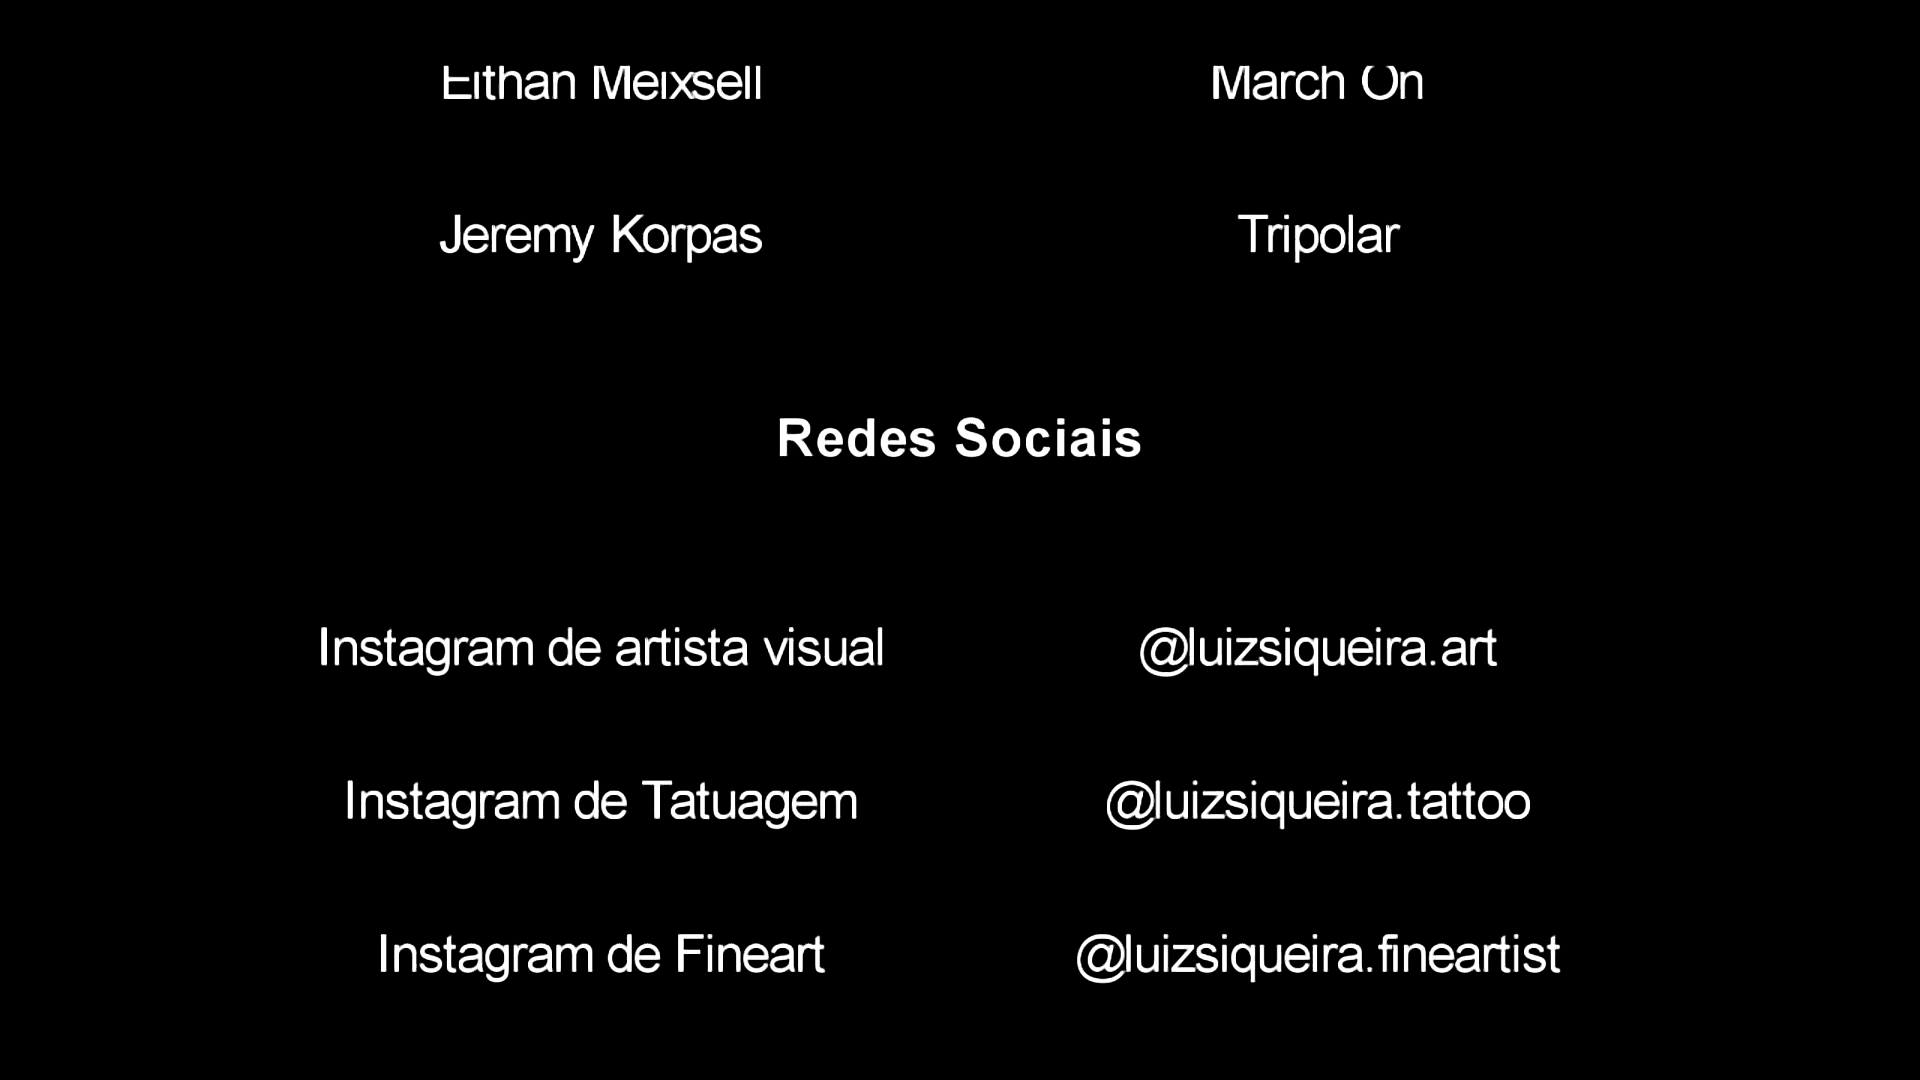 Eithan Meixsell March On
Jeremy Korpas Tripolar
Redes Sociais
Instagram de artista visual @luizsiqueira.art
Instagram de Tatuagem @luizsiqueira.tattoo
Instagram de Fineart @luizsiqueira.fineartist